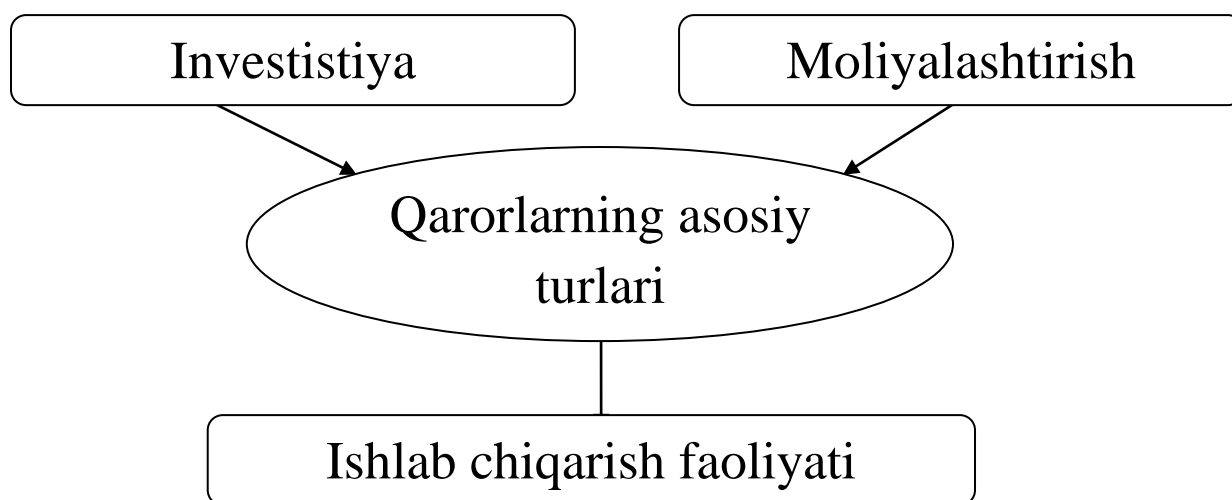 Investistiya
Moliyalashtirish
Qarorlarning asosiy
turlari
Ishlab chiqarish faoliyati